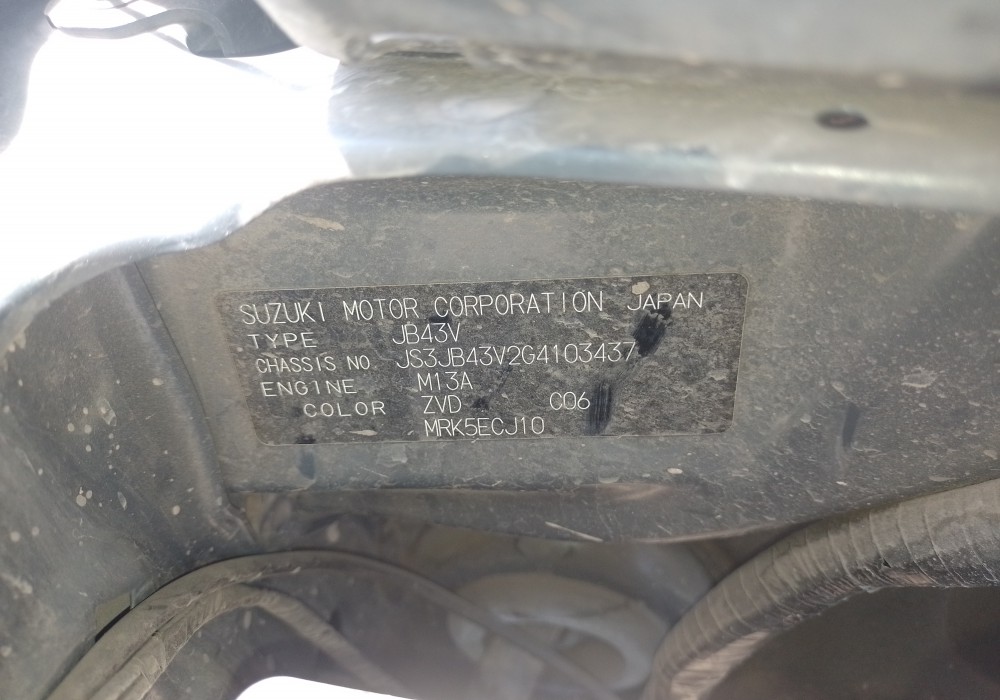 SUZUKI MOTOR CORPORATION JAPAN
TYPE JB43V
CHASSIS NO JS3JB43V2G4103437
ENGINE M13A
COLOR ZVD C06
MRK5ECJ10